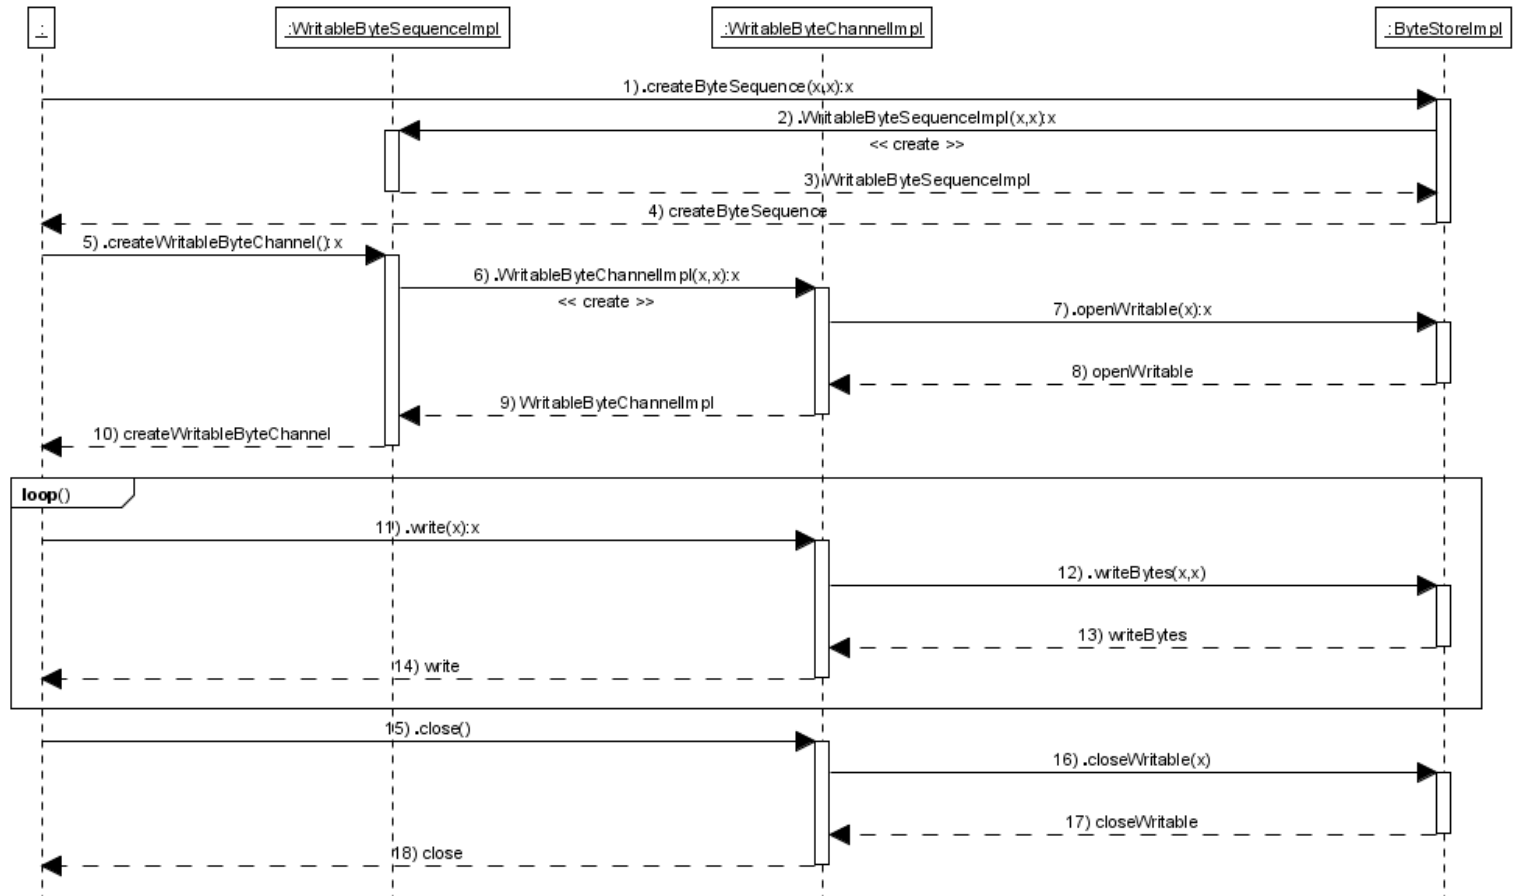 :
:WritableByteSequenceImpl
:WritableByteChannelImpl
:ByteStoreImpl
1) .createByteSequence(x,x):x
2) .WritableByteSequenceImpl(x,x):x
<< create >>
3) WritableByteSequenceImpl
4) createByteSequence
5) .createWritableByteChannel():x
6) .WritableByteChannelImpl(x,x):x
<< create >>
7) .openWritable(x):x
8) openWritable
9) WritableByteChannelImpl
10) createWritableByteChannel
loop()
11) .write(x):x
12) .writeBytes(x,x)
13) writeBytes
14) write
15) .close()
16) .closeWritable(x)
17) closeWritable
18) close